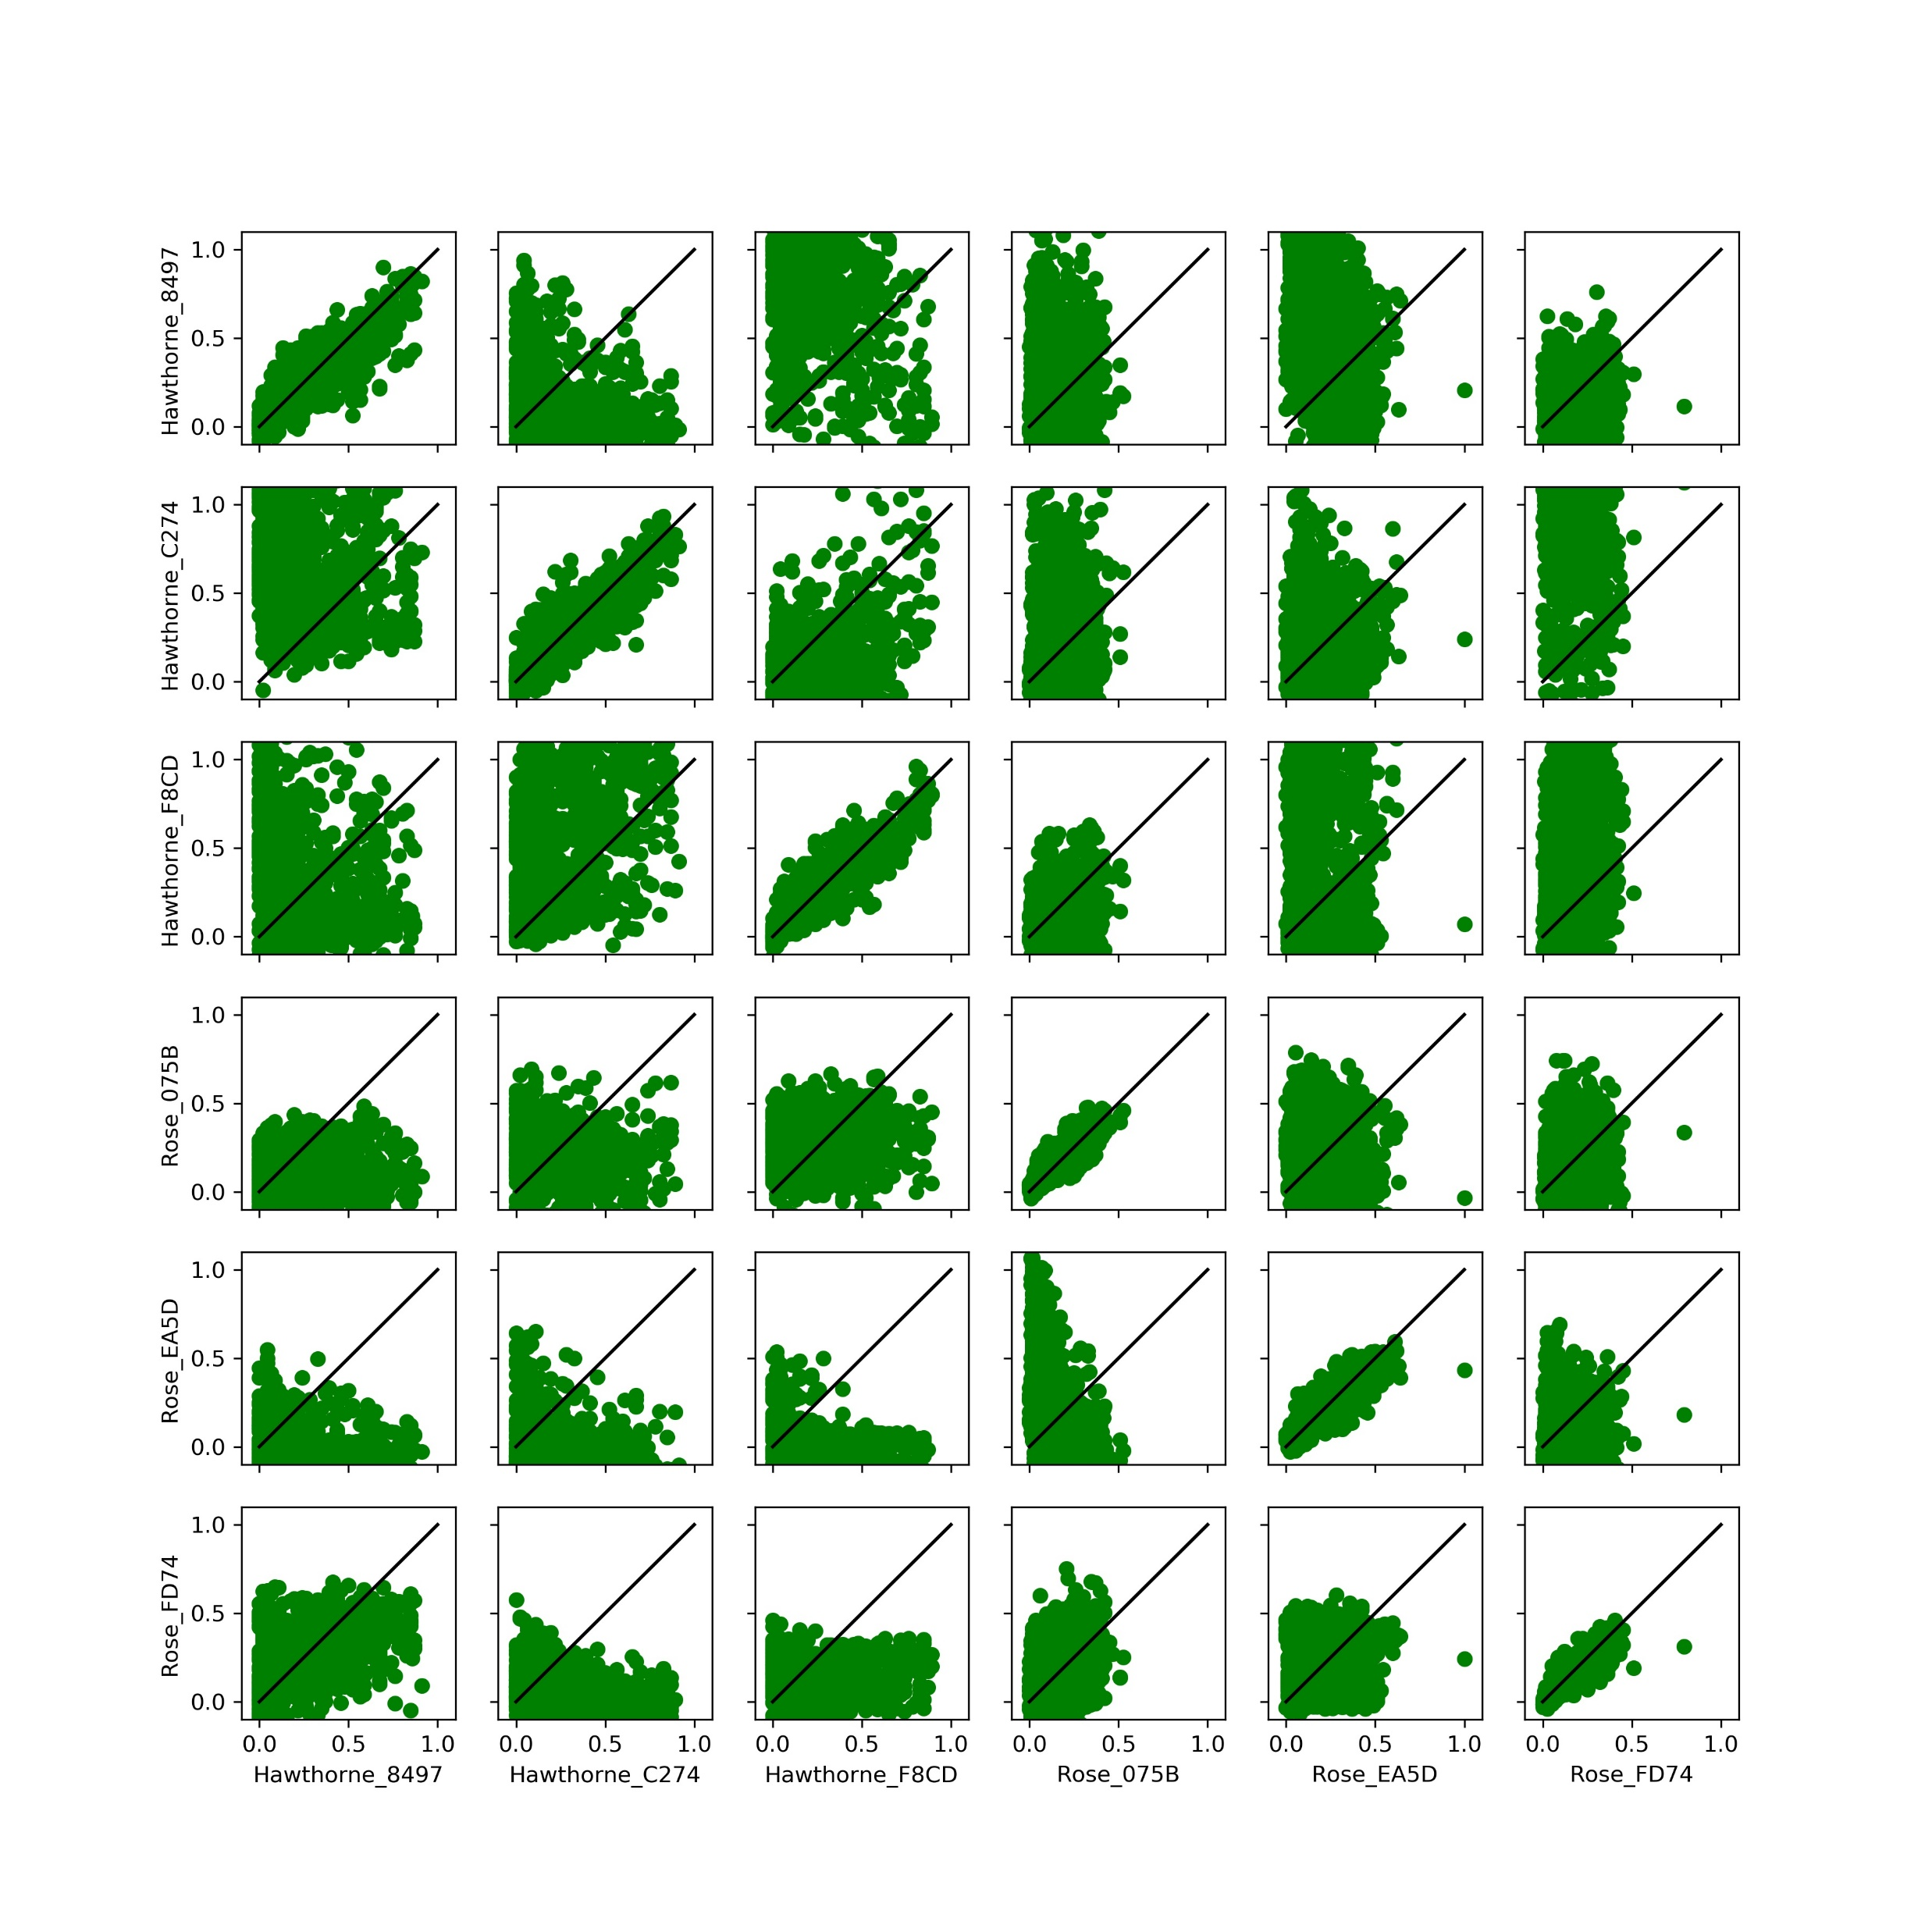 Hawthorne_8497
1.0
0.5
0.0
Hawthorne_C274
1.0
0.5
0.0
Hawthorne_F8CD
1.0
0.5
0.0
Rose_075B
1.0
0.5
0.0
Rose_EA5D
1.0
0.5
0.0
Rose_FD74
1.0
0.5
0.0
0.0 0.5 1.0 0.0 0.5 1.0 0.0 0.5 1.0 0.0 0.5 1.0 0.0 0.5 1.0 0.0 0.5 1.0
Hawthorne_8497 Hawthorne_C274 Hawthorne_F8CD Rose_075B Rose_EA5D Rose_FD74